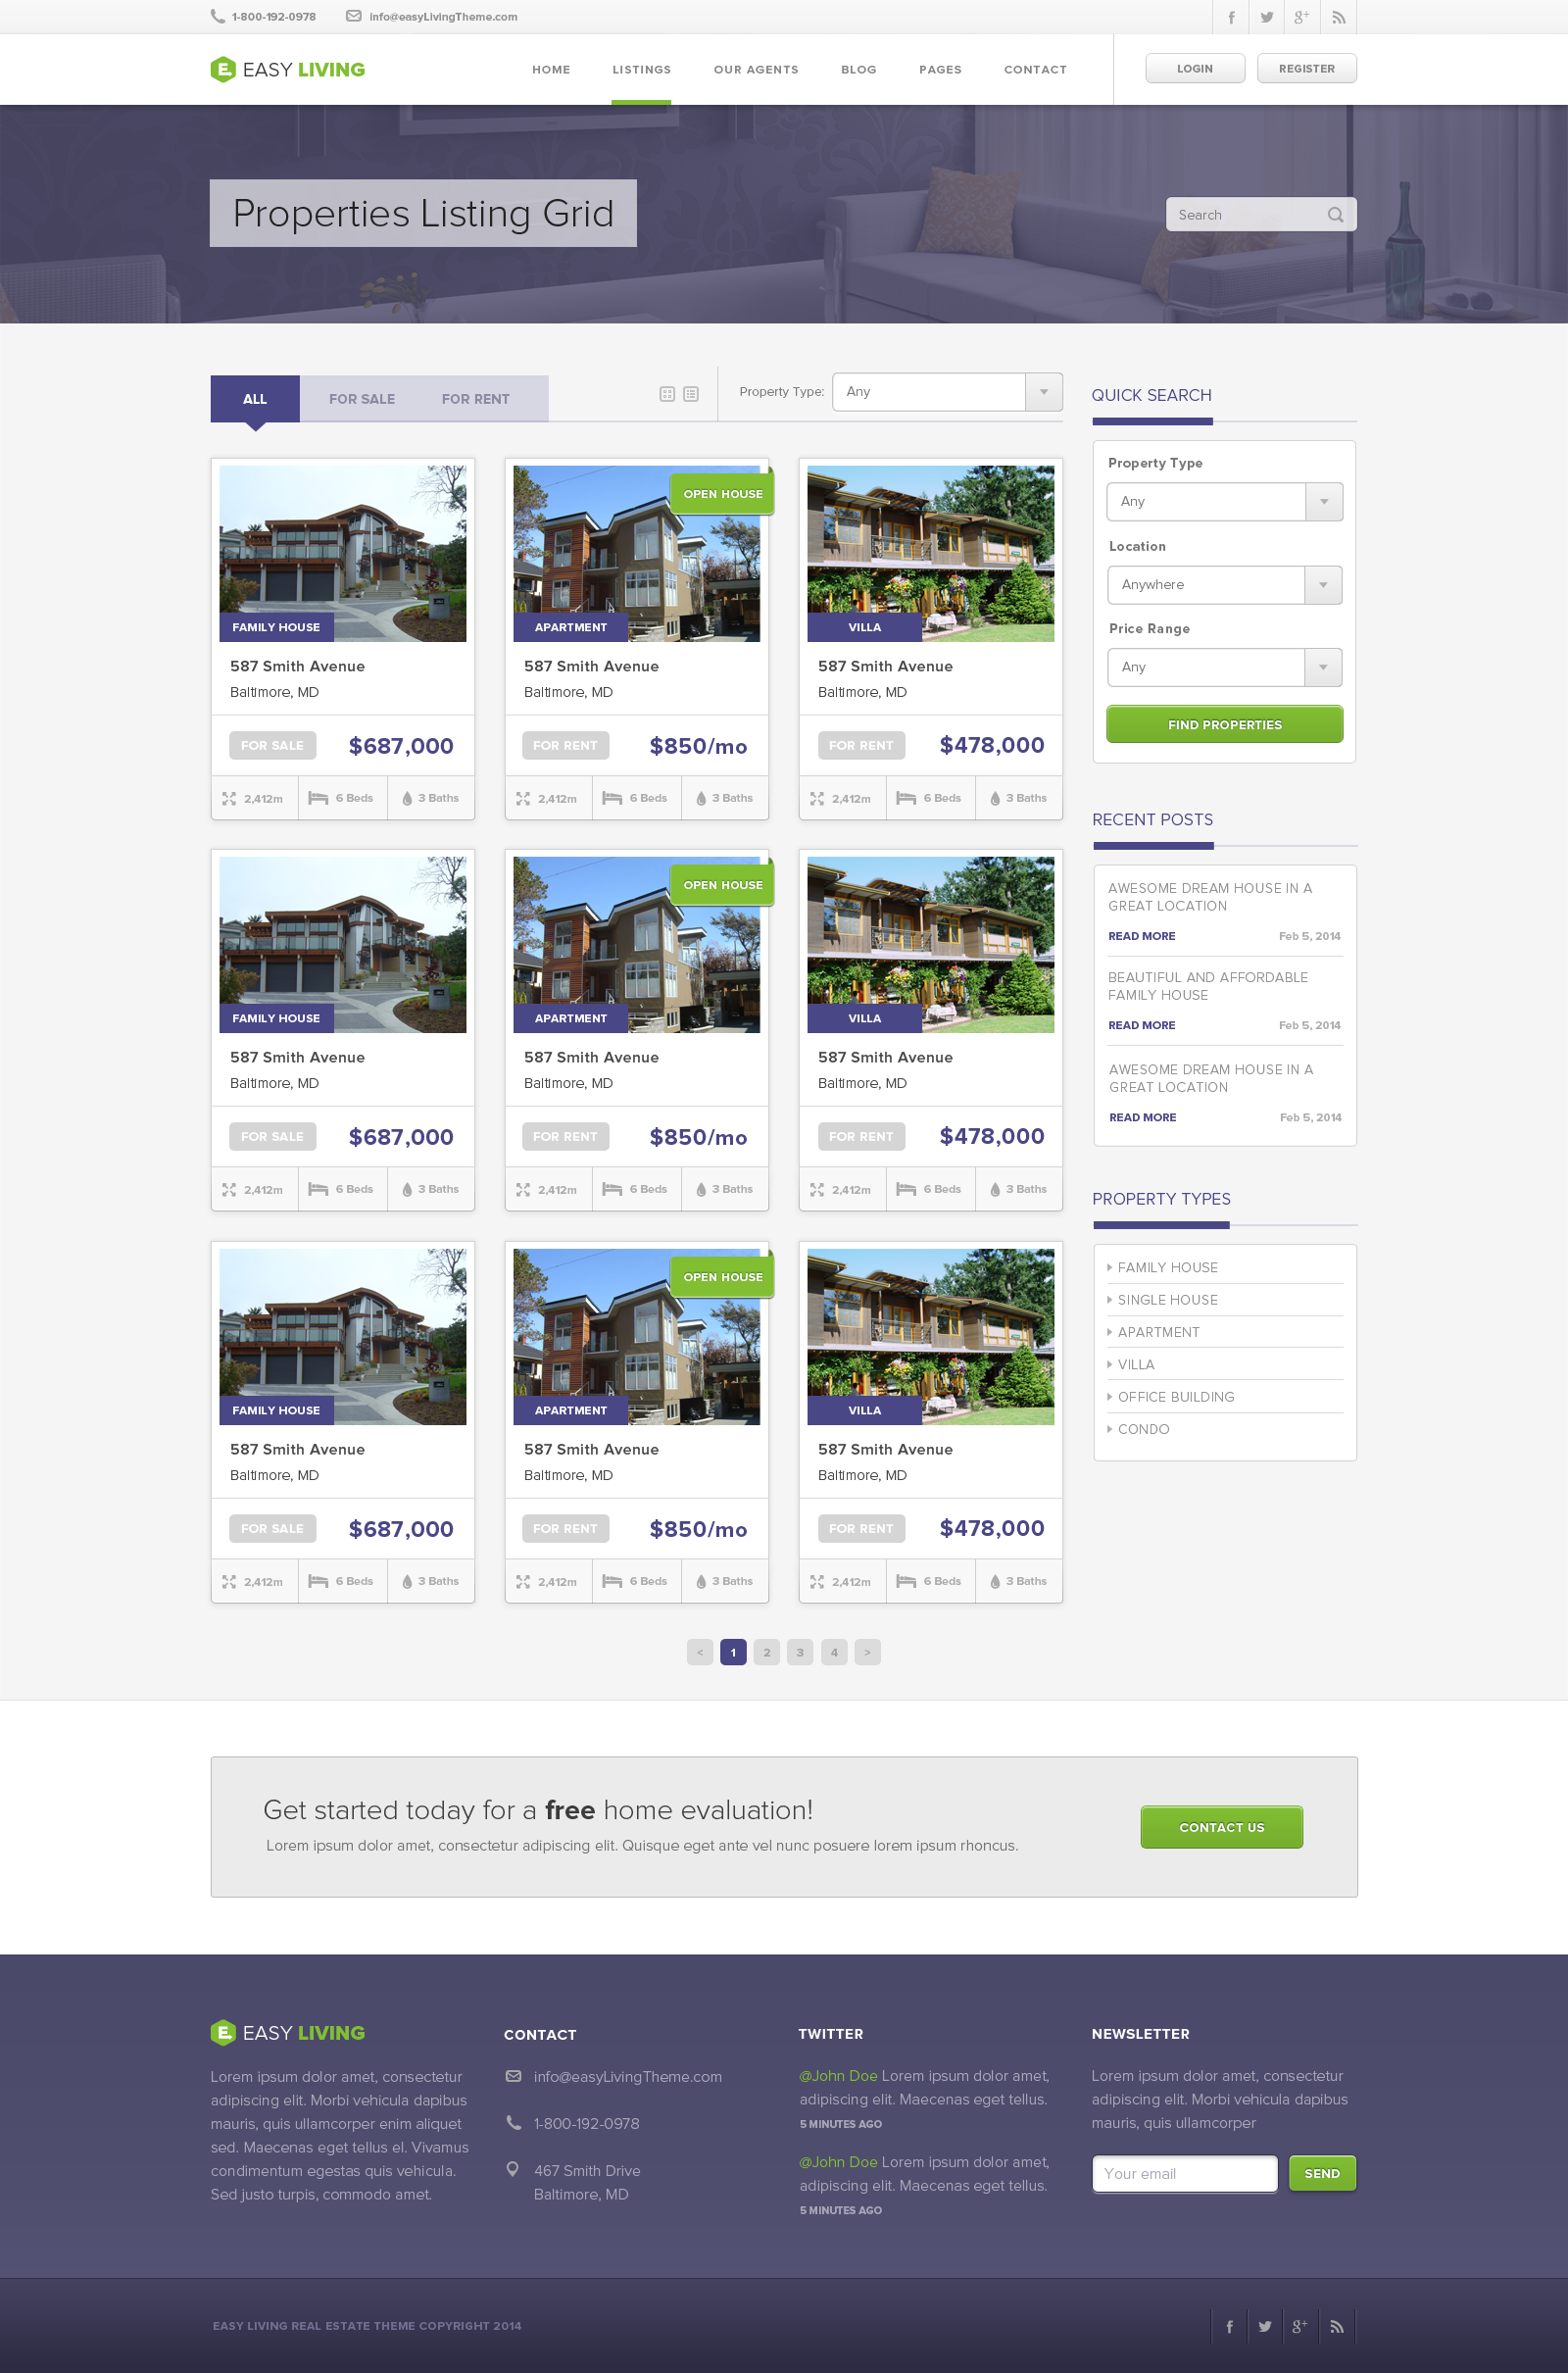 1-800-192-0978 info@easyLivingTheme.com
EASY LIVING
HOME LISTINGS OUR AGENTS BLOG PAGES CONTACT
LOGIN REGISTER
Properties Listing Grid
Search
ALL FOR SALE FOR RENT
Property Type: Any
FAMILY HOUSE
587 Smith Avenue
Baltimore, MD
FOR SALE $687,000
2,412m 6 Beds 3 Baths
OPEN HOUSE
APARTMENT
587 Smith Avenue
Baltimore, MD
FOR RENT $850/mo
2,412m 6 Beds 3 Baths
VILLA
587 Smith Avenue
Baltimore, MD
FOR RENT $478,000
2,412m 6 Beds 3 Baths
FAMILY HOUSE
587 Smith Avenue
Baltimore, MD
FOR SALE $687,000
2,412m 6 Beds 3 Baths
OPEN HOUSE
APARTMENT
587 Smith Avenue
Baltimore, MD
FOR RENT $850/mo
2,412m 6 Beds 3 Baths
VILLA
587 Smith Avenue
Baltimore, MD
FOR RENT $478,000
2,412m 6 Beds 3 Baths
FAMILY HOUSE
587 Smith Avenue
Baltimore, MD
FOR SALE $687,000
2,412m 6 Beds 3 Baths
OPEN HOUSE
APARTMENT
587 Smith Avenue
Baltimore, MD
FOR RENT $850/mo
2,412m 6 Beds 3 Baths
VILLA
587 Smith Avenue
Baltimore, MD
FOR RENT $478,000
2,412m 6 Beds 3 Baths
< 1 2 3 4 >
QUICK SEARCH
Property Type
Any
Location
Anywhere
Price Range
Any
FIND PROPERTIES
RECENT POSTS
AWESOME DREAM HOUSE IN A
GREAT LOCATION
READ MORE Feb 5, 2014
BEAUTIFUL AND AFFORDABLE
FAMILY HOUSE
READ MORE Feb 5, 2014
AWESOME DREAM HOUSE IN A
GREAT LOCATION
READ MORE Feb 5, 2014
PROPERTY TYPES
FAMILY HOUSE
SINGLE HOUSE
APARTMENT
VILLA
OFFICE BUILDING
CONDO
Get started today for a free home evaluation!
Lorem ipsum dolor amet, consectetur adipiscing elit. Quisque eget ante vel nunc posuere lorem ipsum rhoncus.
CONTACT US
EASY LIVING
Lorem ipsum dolor amet, consectetur
adipiscing elit. Morbi vehicula dapibus
mauris, quis ullamcorper enim aliquet
sed. Maecenas eget tellus el. Vivamus
condimentum egestas quis vehicula.
Sed justo turpis, commodo amet.
CONTACT
info@easyLivingTheme.com
1-800-192-0978
467 Smith Drive
Baltimore, MD
TWITTER
@John Doe Lorem ipsum dolor amet,
adipiscing elit. Maecenas eget tellus.
5 MINUTES AGO
@John Doe Lorem ipsum dolor amet,
adipiscing elit. Maecenas eget tellus.
5 MINUTES AGO
NEWSLETTER
Lorem ipsum dolor amet, consectetur
adipiscing elit. Morbi vehicula dapibus
mauris, quis ullamcorper
Your email SEND
EASY LIVING REAL ESTATE THEME COPYRIGHT 2014